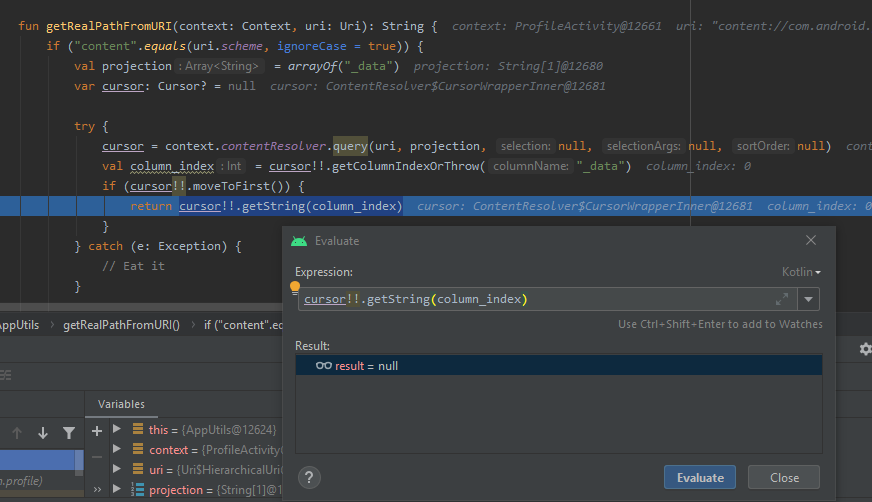 fun getRealPathFromURI(context: Context, uri: Uri): String {  context: ProfileActivity@12661  uri: "content://com.android.
if ("content".equals(uri.scheme, ignoreCase = true)) {
val projection : Array<String> = arrayOf("_data")  projection: String[1]@12680
var cursor: Cursor? = null  cursor: ContentResolver$CursorWrapperInner@12681
try {
cursor = context.contentResolver.query(uri, projection, selection: null, selectionArgs: null, sortOrder: null)  cont
val column_index : Int = cursor!!.getColumnIndexOrThrow( columnName: "_data")  column_index: 0
if (cursor!!.moveToFirst()) {
return cursor!!.getString(column_index)  cursor: ContentResolver$CursorWrapperInner@12681  column_index: 0
}
} catch (e: Exception) {
// Eat it
}
Evaluate
Expression:
Kotlin
cursor!!.getString(column_index)
Use Ctrl+Shift+Enter to add to Watches
Result:
result = null
Evaluate
Close
?
AppUtils > getRealPathFromURI() > if ("content".eq
Variables
this = {AppUtils@12624}
context = {ProfileActivity@
uri = {Uri$HierarchicalUri@
projection = {String[1]@1
n.profile)